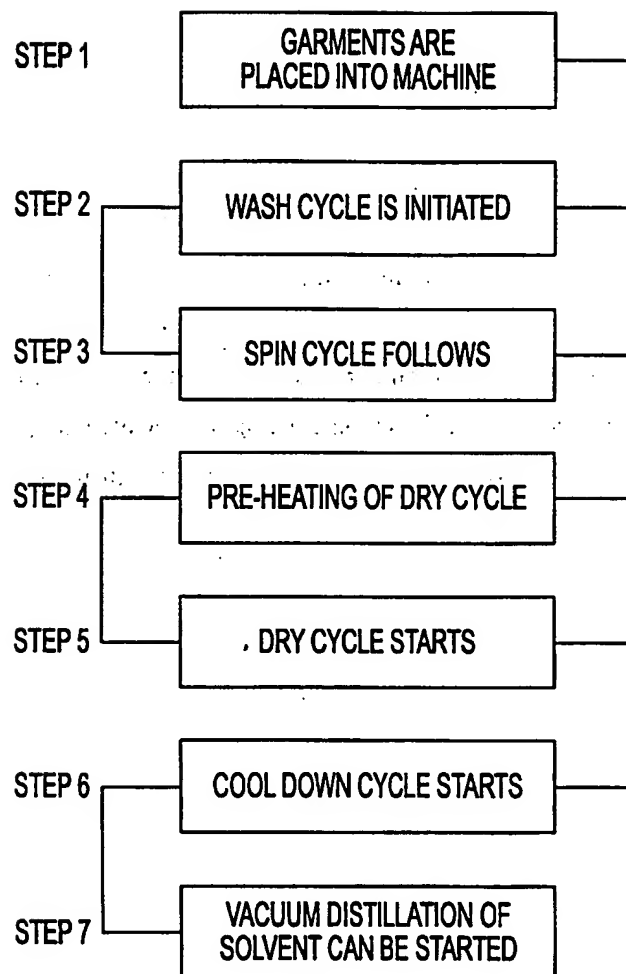 STEP 1
GARMENTS ARE
PLACED INTO MACHINE
STEP 2
WASH CYCLE IS INITIATED
STEP 3
SPIN CYCLE FOLLOWS
STEP 4
PRE-HEATING OF DRY CYCLE
STEP 5
DRY CYCLE STARTS
STEP 6
COOL DOWN CYCLE STARTS
STEP 7
VACUUM DISTILLATION OF
SOLVENT CAN BE STARTED